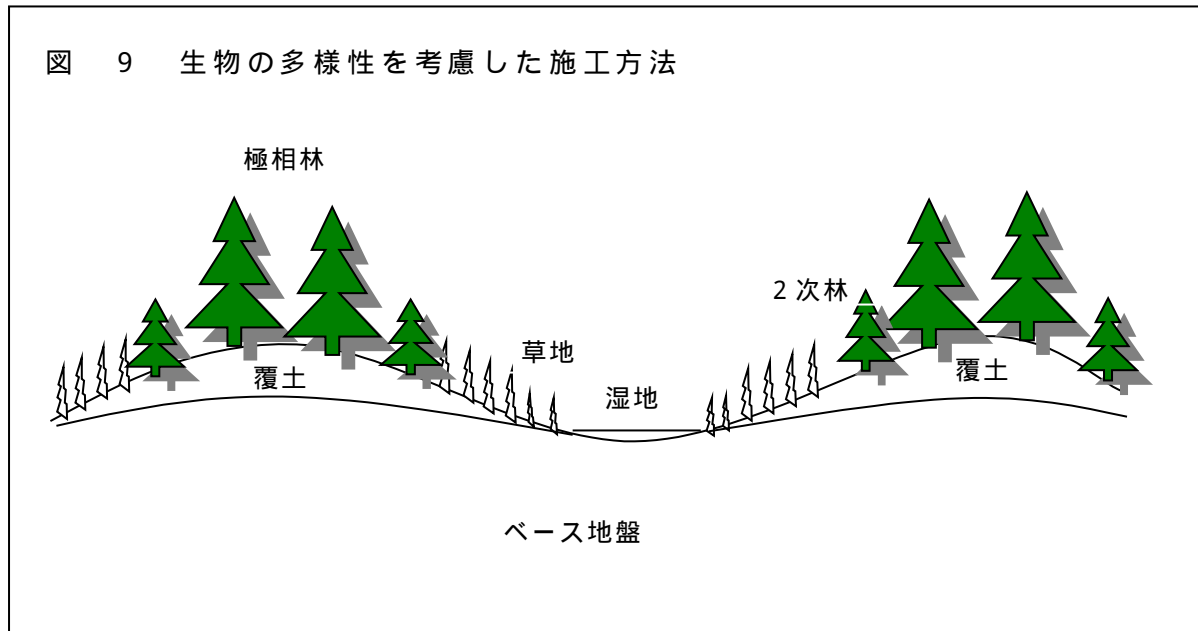 図 9 生物の多様性を考慮した施工方法
極相林
2次林
草地
覆土
覆土
湿地
ベース地盤